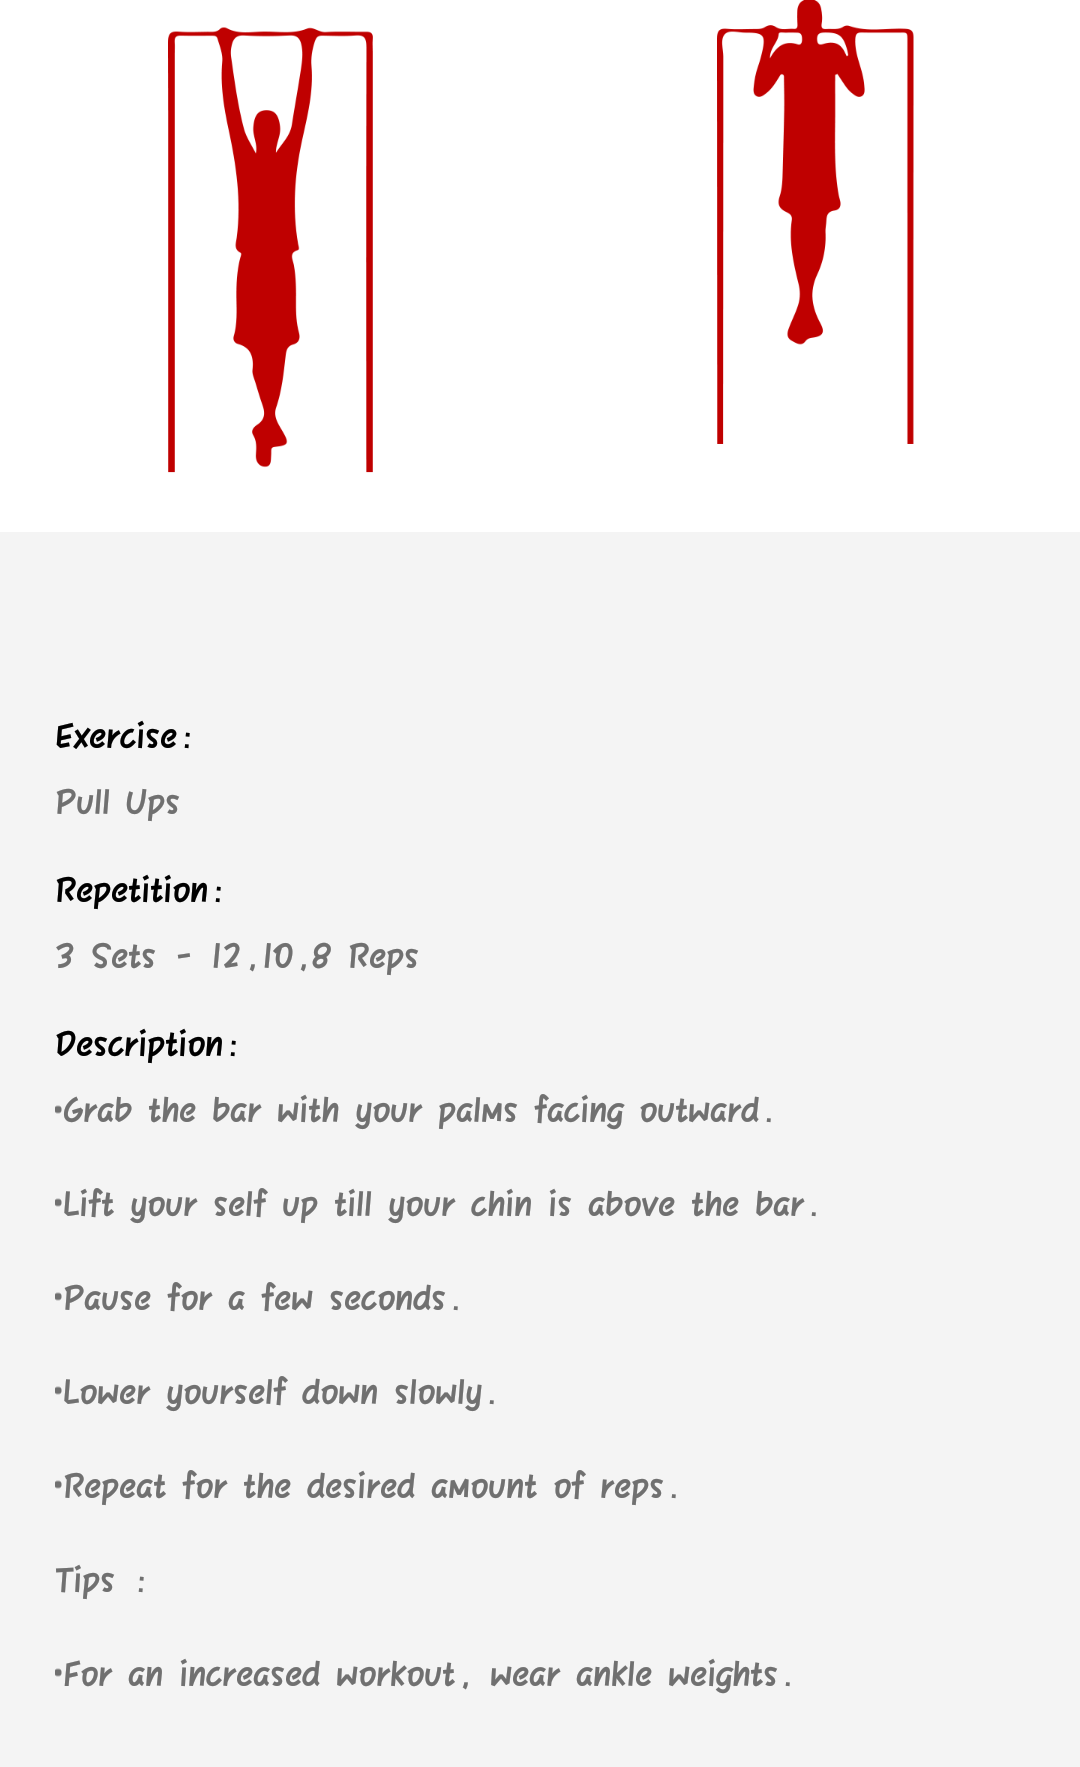 Exercise:
Pull Ups
Repetition:
3 Sets - 12,10,8 Reps
Description:
•Grab the bar with your palms facing outward.
•Lift your self up till your chin is above the bar.
•Pause for a few seconds.
•Lower yourself down slowly.
•Repeat for the desired amount of reps.
Tips :
•For an increased workout, wear ankle weights.